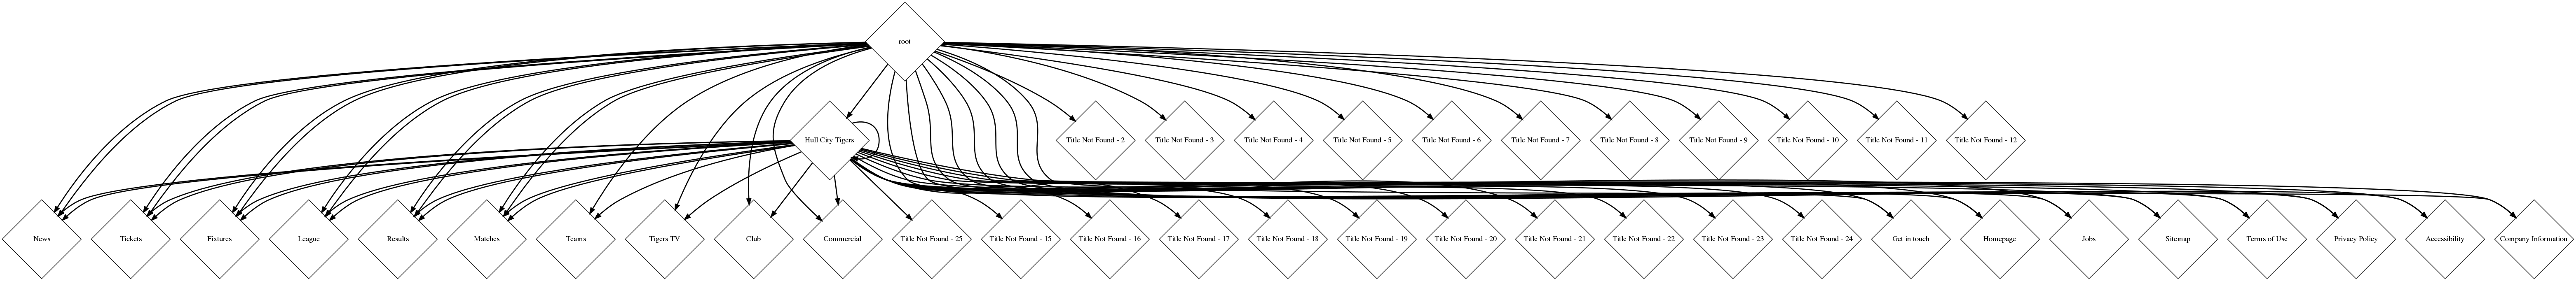 root
Hull City Tigers
Title Not Found - 2
Title Not Found - 3
Title Not Found - 4
Title Not Found - 5
Title Not Found - 6
Title Not Found - 7
Title Not Found - 8
Title Not Found - 9
Title Not Found - 10
Title Not Found - 11
Title Not Found - 12
News
Tickets
Fixtures
League
Results
Matches
Teams
Tigers TV
Club
Commercial
Title Not Found - 25
Title Not Found - 15
Title Not Found - 16
Title Not Found - 17
Title Not Found - 18
Title Not Found - 19
Title Not Found - 20
Title Not Found - 21
Title Not Found - 22
Title Not Found - 23
Title Not Found - 24
Get in touch
Homepage
Jobs
Sitemap
Terms of Use
Privacy Policy
Accessibility
Company Information